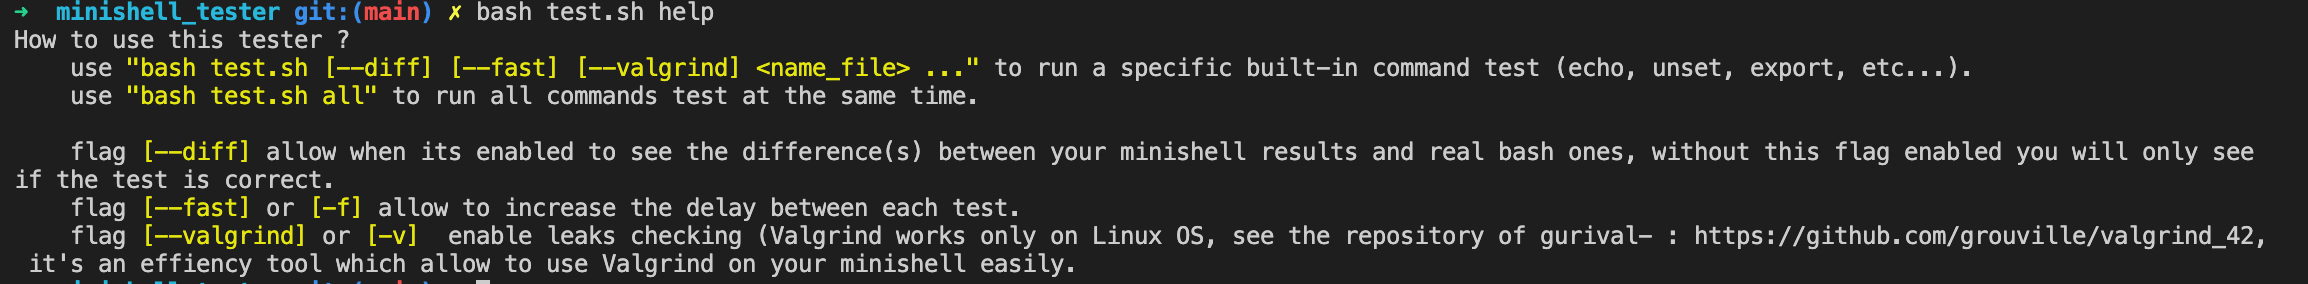 ➜  minishell_tester git:(main) ✗ bash test.sh help
How to use this tester ?
    use "bash test.sh [--diff] [--fast] [--valgrind] <name_file> ..." to run a specific built-in command test (echo, unset, export, etc...).
    use "bash test.sh all" to run all commands test at the same time.

    flag [--diff] allow when its enabled to see the difference(s) between your minishell results and real bash ones, without this flag enabled you will only see
if the test is correct.
    flag [--fast] or [-f] allow to increase the delay between each test.
    flag [--valgrind] or [-v]  enable leaks checking (Valgrind works only on Linux OS, see the repository of gurival- : https://github.com/grouville/valgrind_42,
 it's an effiency tool which allow to use Valgrind on your minishell easily.